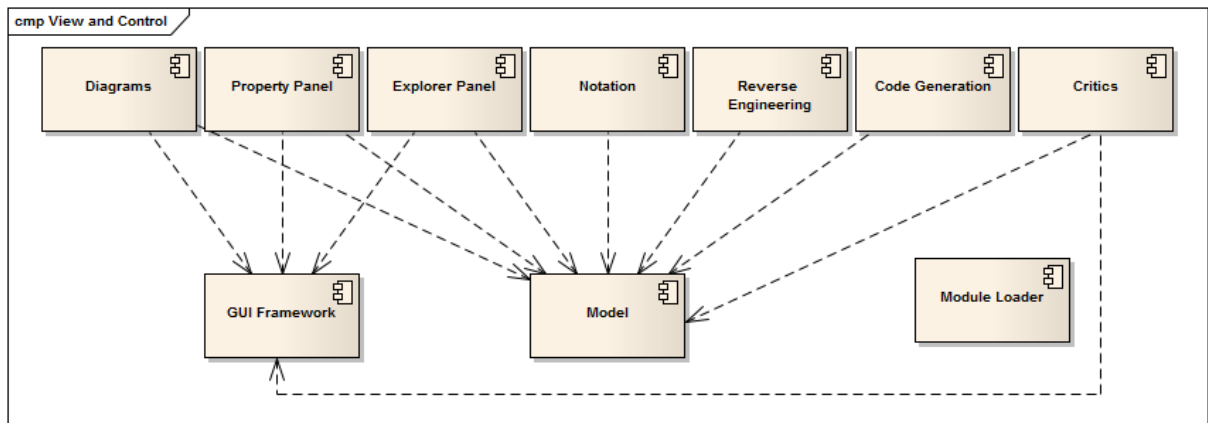 cmp View and Control
Diagrams
Property Panel
Explorer Panel
Notation
Reverse
Engineering
Code Generation
Critics
GUI Framework
Model
Module Loader